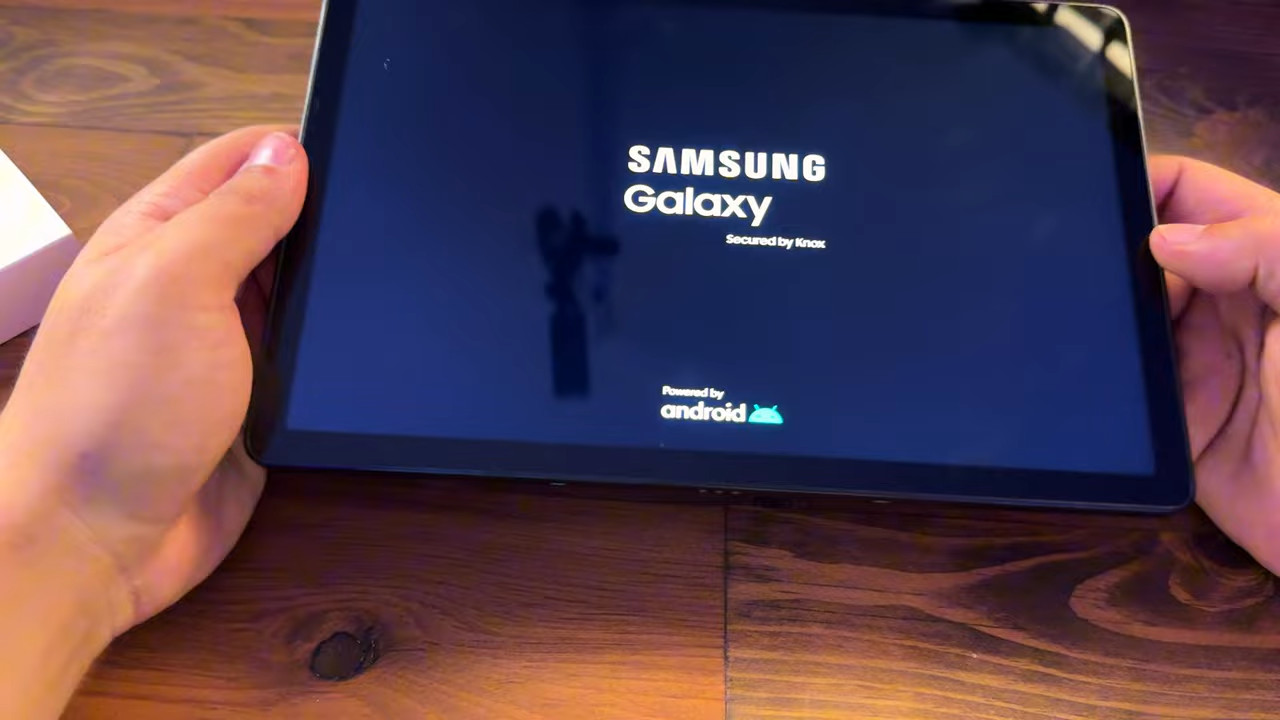 SAMSUNG
Galaxy
Secured by Knox
Powered by
android